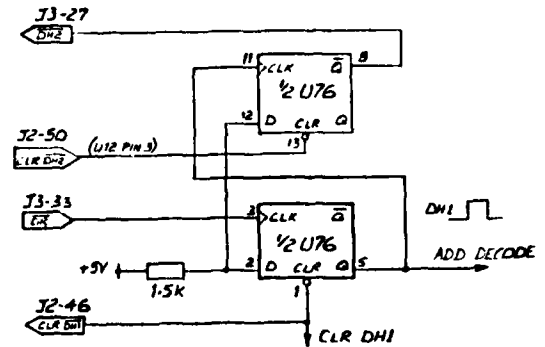 J3-27
DH2
11
CLK
Q
8
1/2 U76
12
D
CLR
Q
J2-50
(U12 PIN 3)
13
CLR DH2
J3-33
3
CLK
Q
DH1
1/2 U76
+5V
2
D
CLR
Q
5
ADD DECODE
1.5K
1
J2-46
CLR DH1
CLR DH1